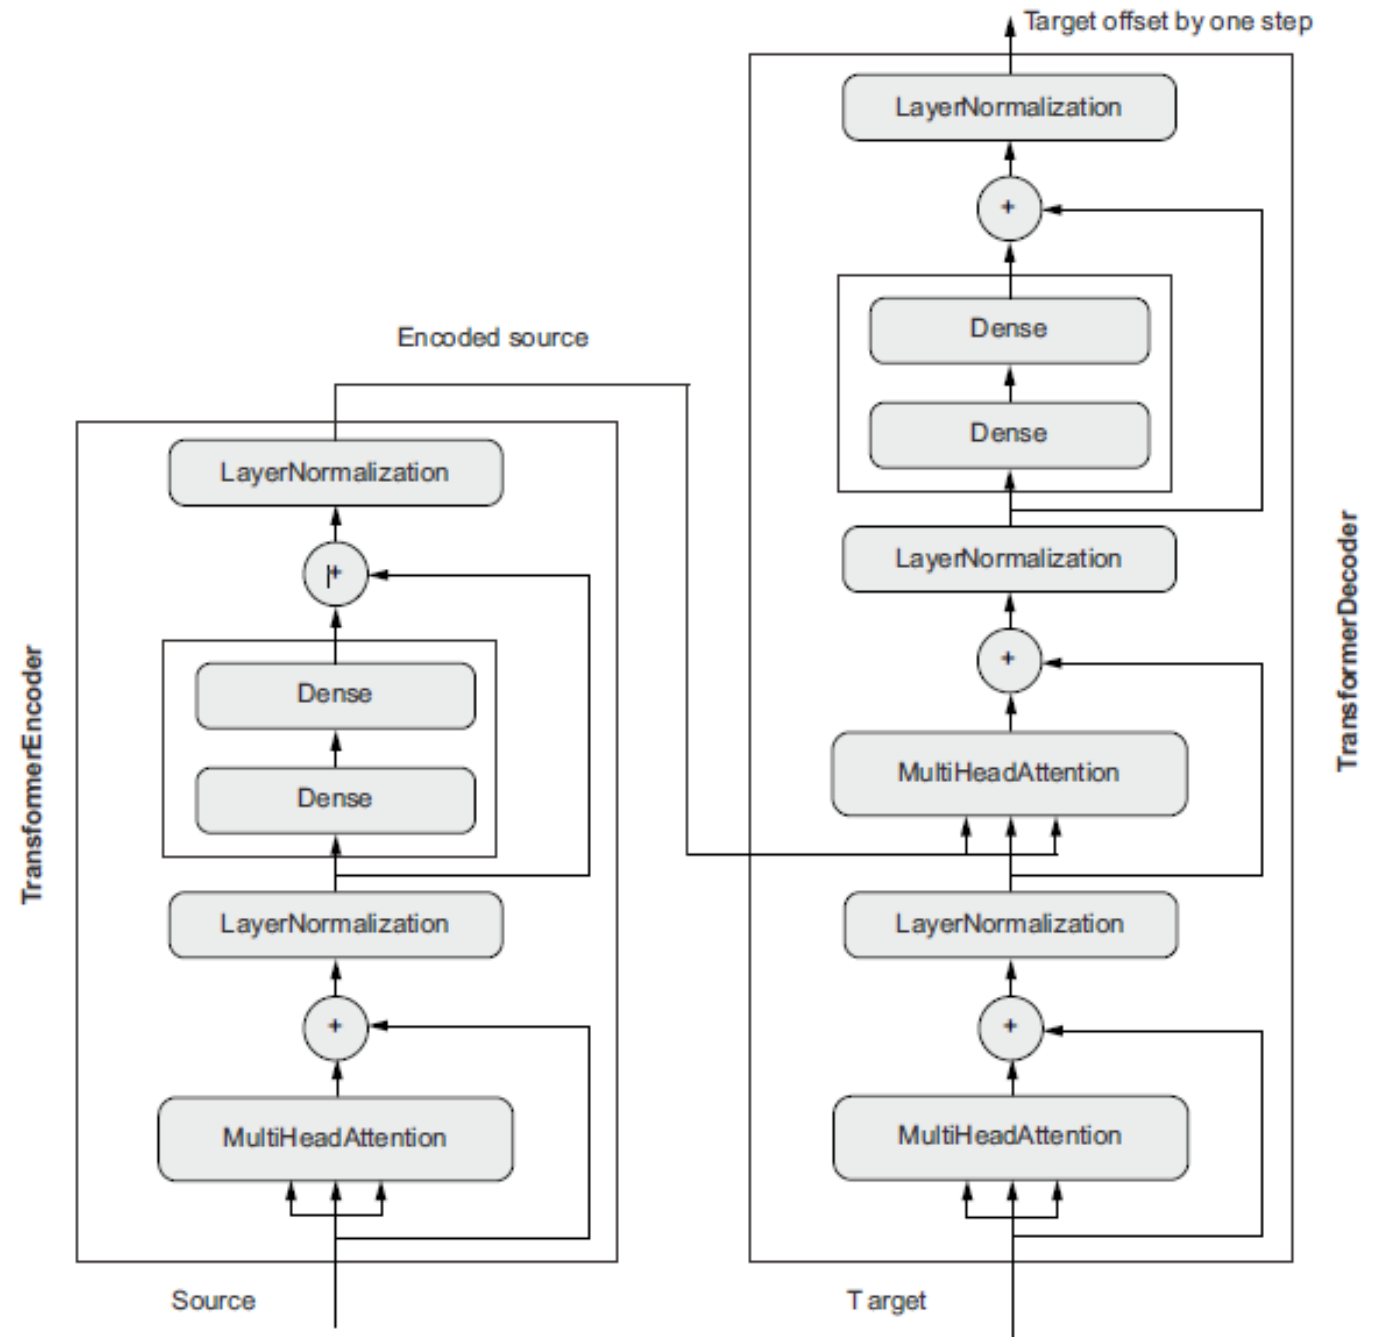 Target offset by one step
LayerNormalization
+
Dense
Dense
LayerNormalization
+
MultiHeadAttention
LayerNormalization
+
MultiHeadAttention
Target
TransformerDecoder
Encoded source
LayerNormalization
+
Dense
Dense
LayerNormalization
+
MultiHeadAttention
Source
TransformerEncoder